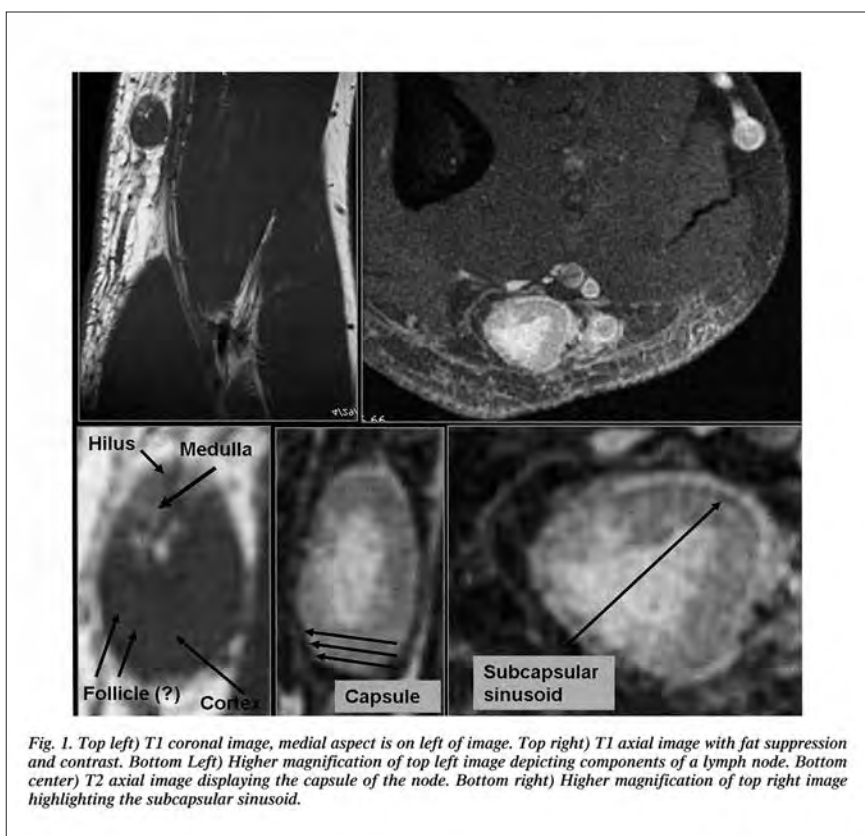 Hilus
Medulla
Follicle (?)
Cortex
Capsule
Subcapsular
sinusoid
Fig. 1. Top left) T1 coronal image, medial aspect is on left of image. Top right) T1 axial image with fat suppression
and contrast. Bottom Left) Higher magnification of top left image depicting components of a lymph node. Bottom
center) T2 axial image displaying the capsule of the node. Bottom right) Higher magnification of top right image
highlighting the subcapsular sinusoid.